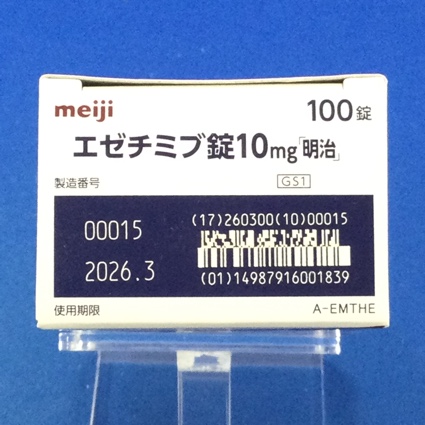 meiji
100錠
エゼチミブ錠10mg「明治」
製造番号
GS1
00015
(17)260300(10)00015
2026.3
(01)14987916001839
使用期限
A-EMTHE